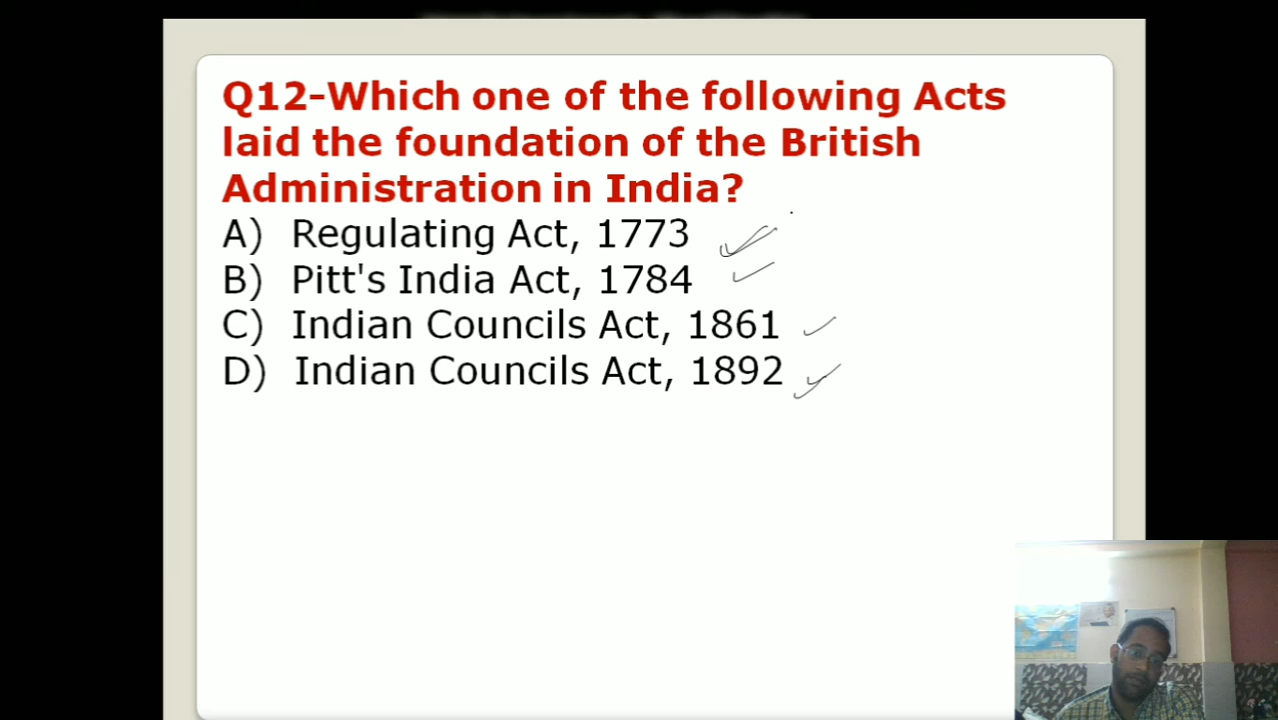 Q12-Which one of the following Acts
laid the foundation of the British
Administration in India?
A) Regulating Act, 1773
B) Pitt's India Act, 1784
C) Indian Councils Act, 1861
D) Indian Councils Act, 1892